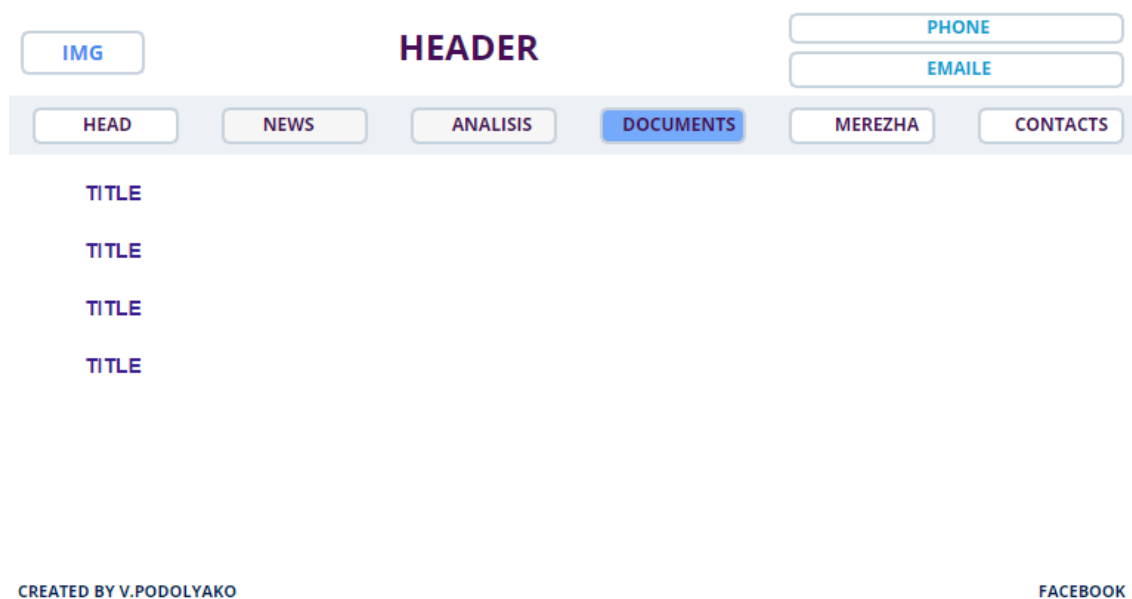 IMG
HEADER
PHONE
EMAILE
HEAD NEWS ANALISIS DOCUMENTS MEREZHA CONTACTS
TITLE
TITLE
TITLE
TITLE
CREATED BY V.PODOLYAKO FACEBOOK